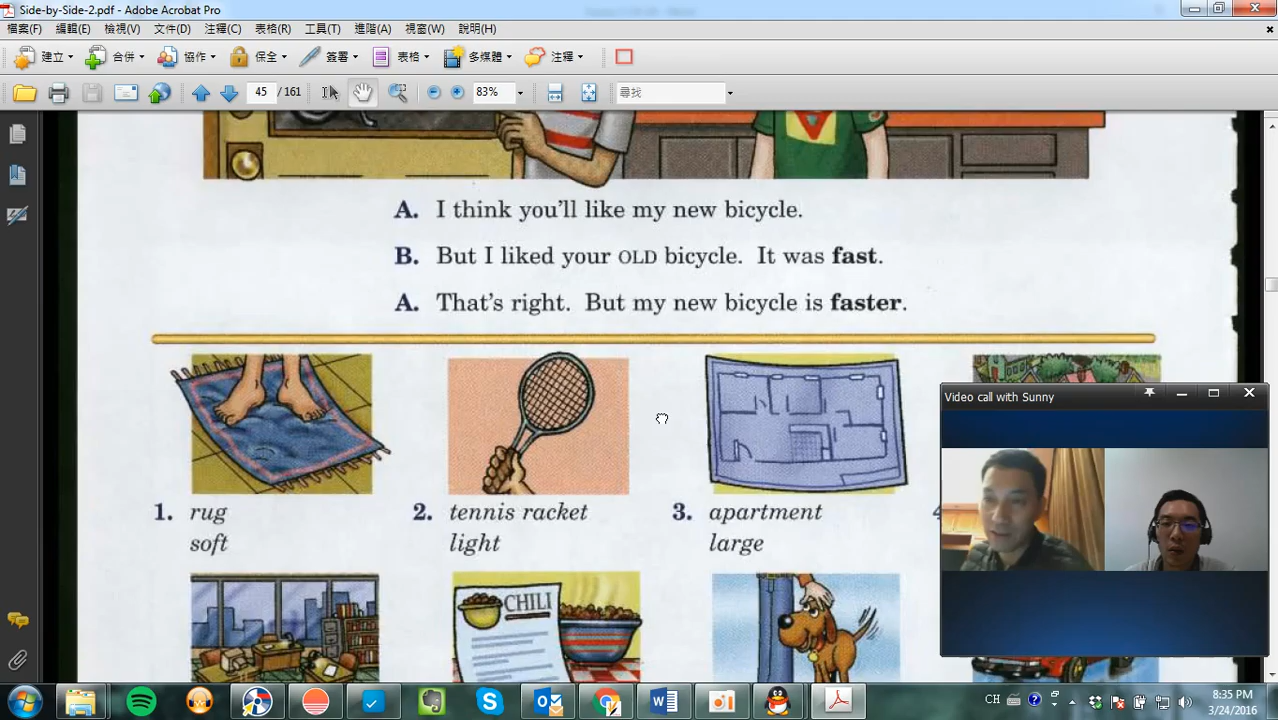 Side-by-Side-2.pdf - Adobe Acrobat Pro
檔案(F) 編輯(E) 檢視(V) 文件(D) 注釋(C) 表格(R) 工具(T) 進階(A) 視窗(W) 說明(H)
建立 合併 協作 保全 簽署 表格 多媒體 注釋
45 / 161 83% 尋找
A. I think you'll like my new bicycle.
B. But I liked your OLD bicycle. It was fast.
A. That's right. But my new bicycle is faster.
Video call with Sunny
1. rug
soft
2. tennis racket
light
3. apartment
large
CHILI
CH 8:35 PM
3/24/2016